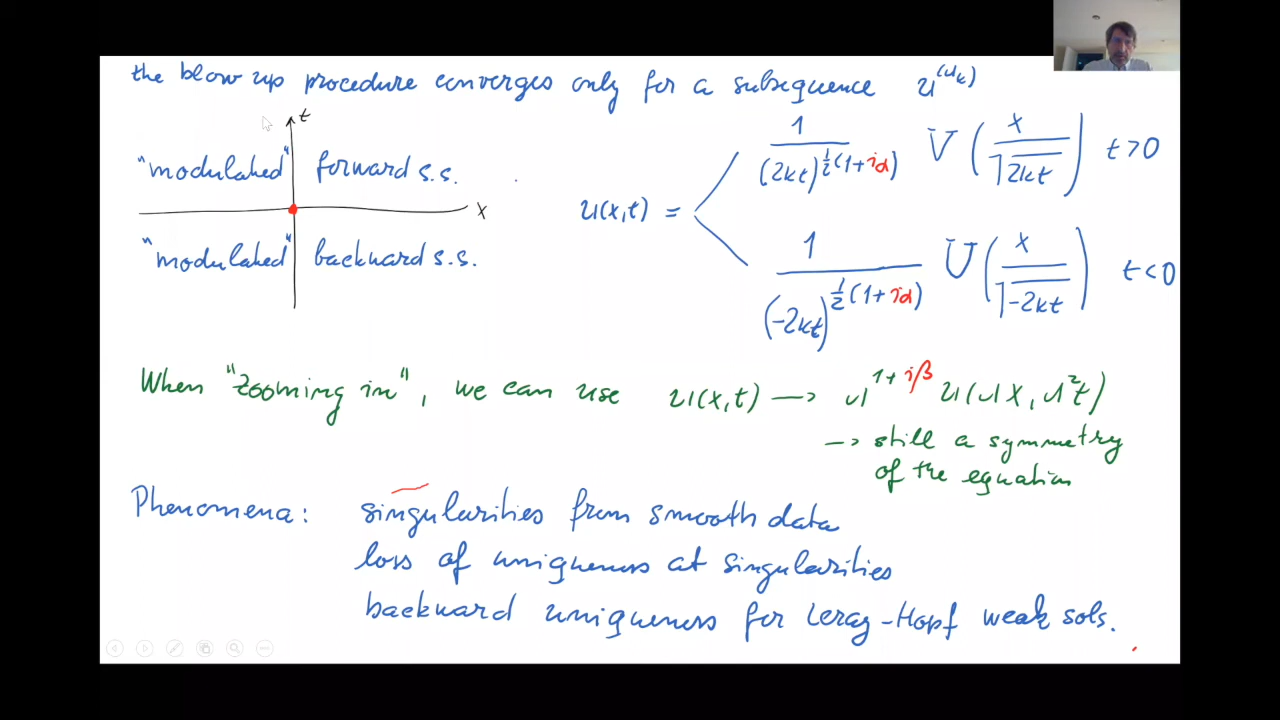 the blow up procedure converges only for a subsequence u^(λ_k)
t
"modulated" forward s.s.
x
"modulated" backward s.s.
u(x,t) =
1/(2κt)^{½(1+iα)} V(x/√2κt) t>0
1/(-2κt)^{½(1+iα)} U(x/√-2κt) t<0
When "zooming in", we can use u(x,t) → λ^{1+iβ} u(λx, λ²t)
→ still a symmetry
of the equation
Phenomena: singularities from smooth data
loss of uniqueness at singularities
backward uniqueness for Leray-Hopf weak sols.